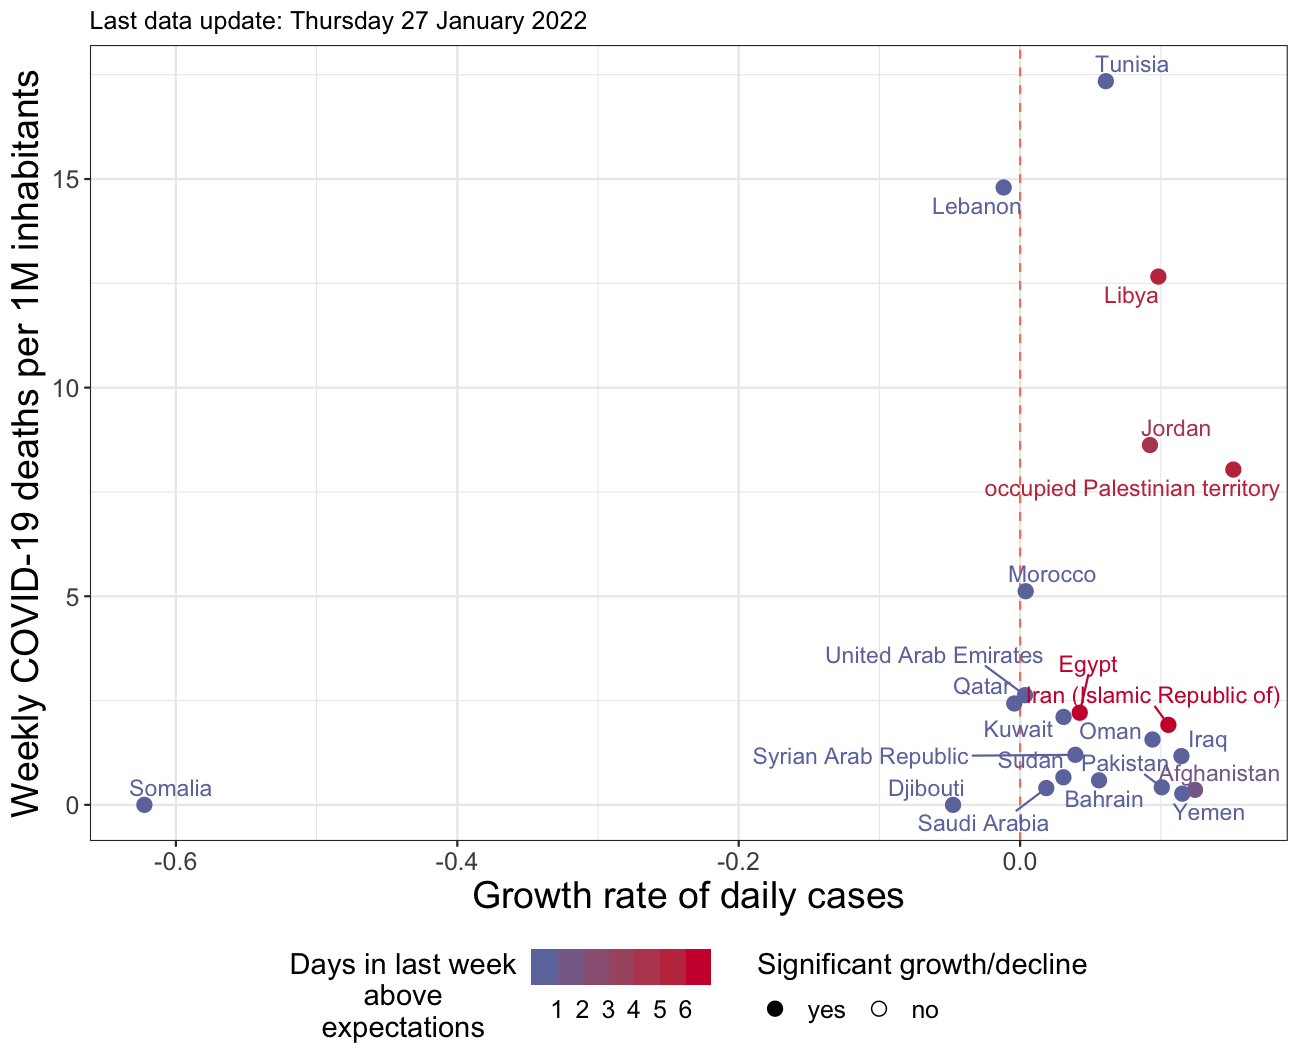 Last data update: Thursday 27 January 2022
Weekly COVID-19 deaths per 1M inhabitants
15
10
5
0
Tunisia
Lebanon
Libya
Jordan
occupied Palestinian territory
Morocco
United Arab Emirates
Egypt
Qatar
Iran (Islamic Republic of)
Kuwait
Oman
Iraq
Syrian Arab Republic
Sudan
Pakistan
Afghanistan
Somalia
Djibouti
Bahrain
Yemen
Saudi Arabia
-0.6
-0.4
-0.2
0.0
Growth rate of daily cases
Days in last week
above
expectations
1 2 3 4 5 6
Significant growth/decline
yes
no